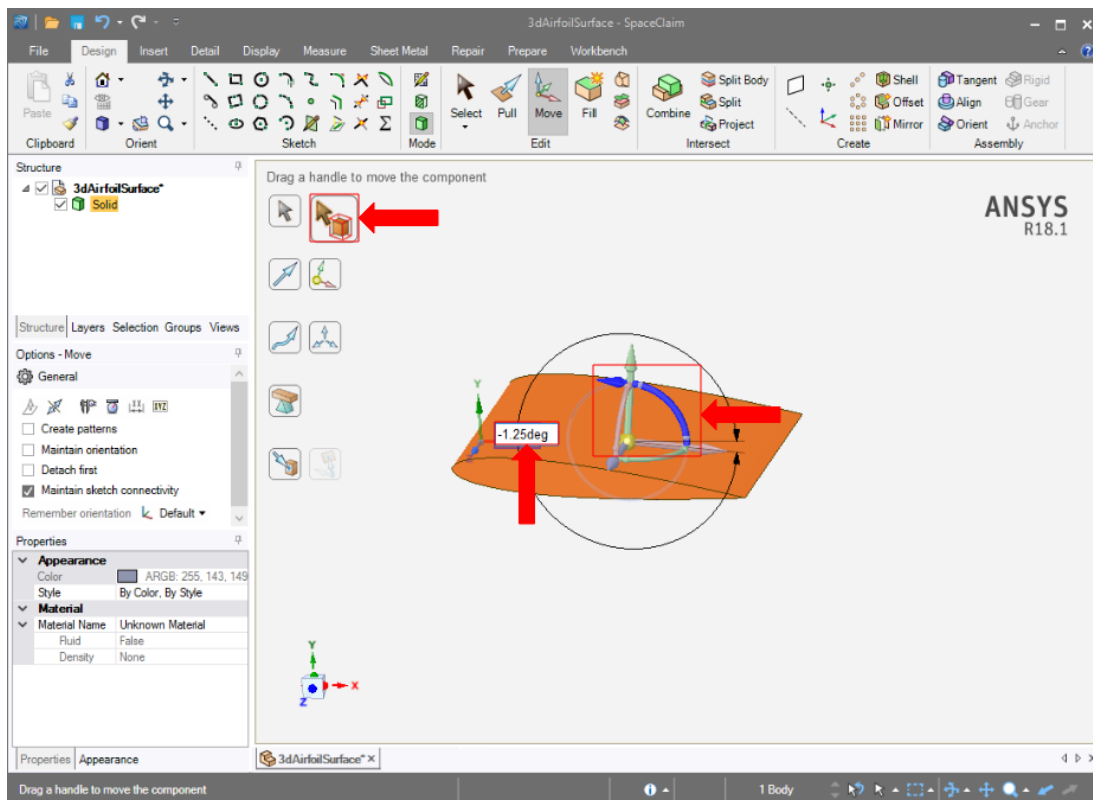 3dAirfoilSurface - SpaceClaim
File Design Insert Detail Display Measure Sheet Metal Repair Prepare Workbench
Paste
Select Pull Move Fill
Combine
Split Body
Split
Project
Shell
Offset
Mirror
Tangent
Align
Orient
Rigid
Gear
Anchor
Clipboard Orient Sketch Mode Edit Intersect Create Assembly
Structure
3dAirfoilSurface*
Solid
Structure Layers Selection Groups Views
Options - Move
General
XYZ
Create patterns
Maintain orientation
Detach first
Maintain sketch connectivity
Remember orientation Default
Properties
Appearance
Color ARGB: 255, 143, 149
Style By Color, By Style
Material
Material Name Unknown Material
Fluid False
Density None
Properties Appearance
Drag a handle to move the component
ANSYS
R18.1
Y
-1.25deg
Y
X
Z
3dAirfoilSurface*
Drag a handle to move the component
1 Body